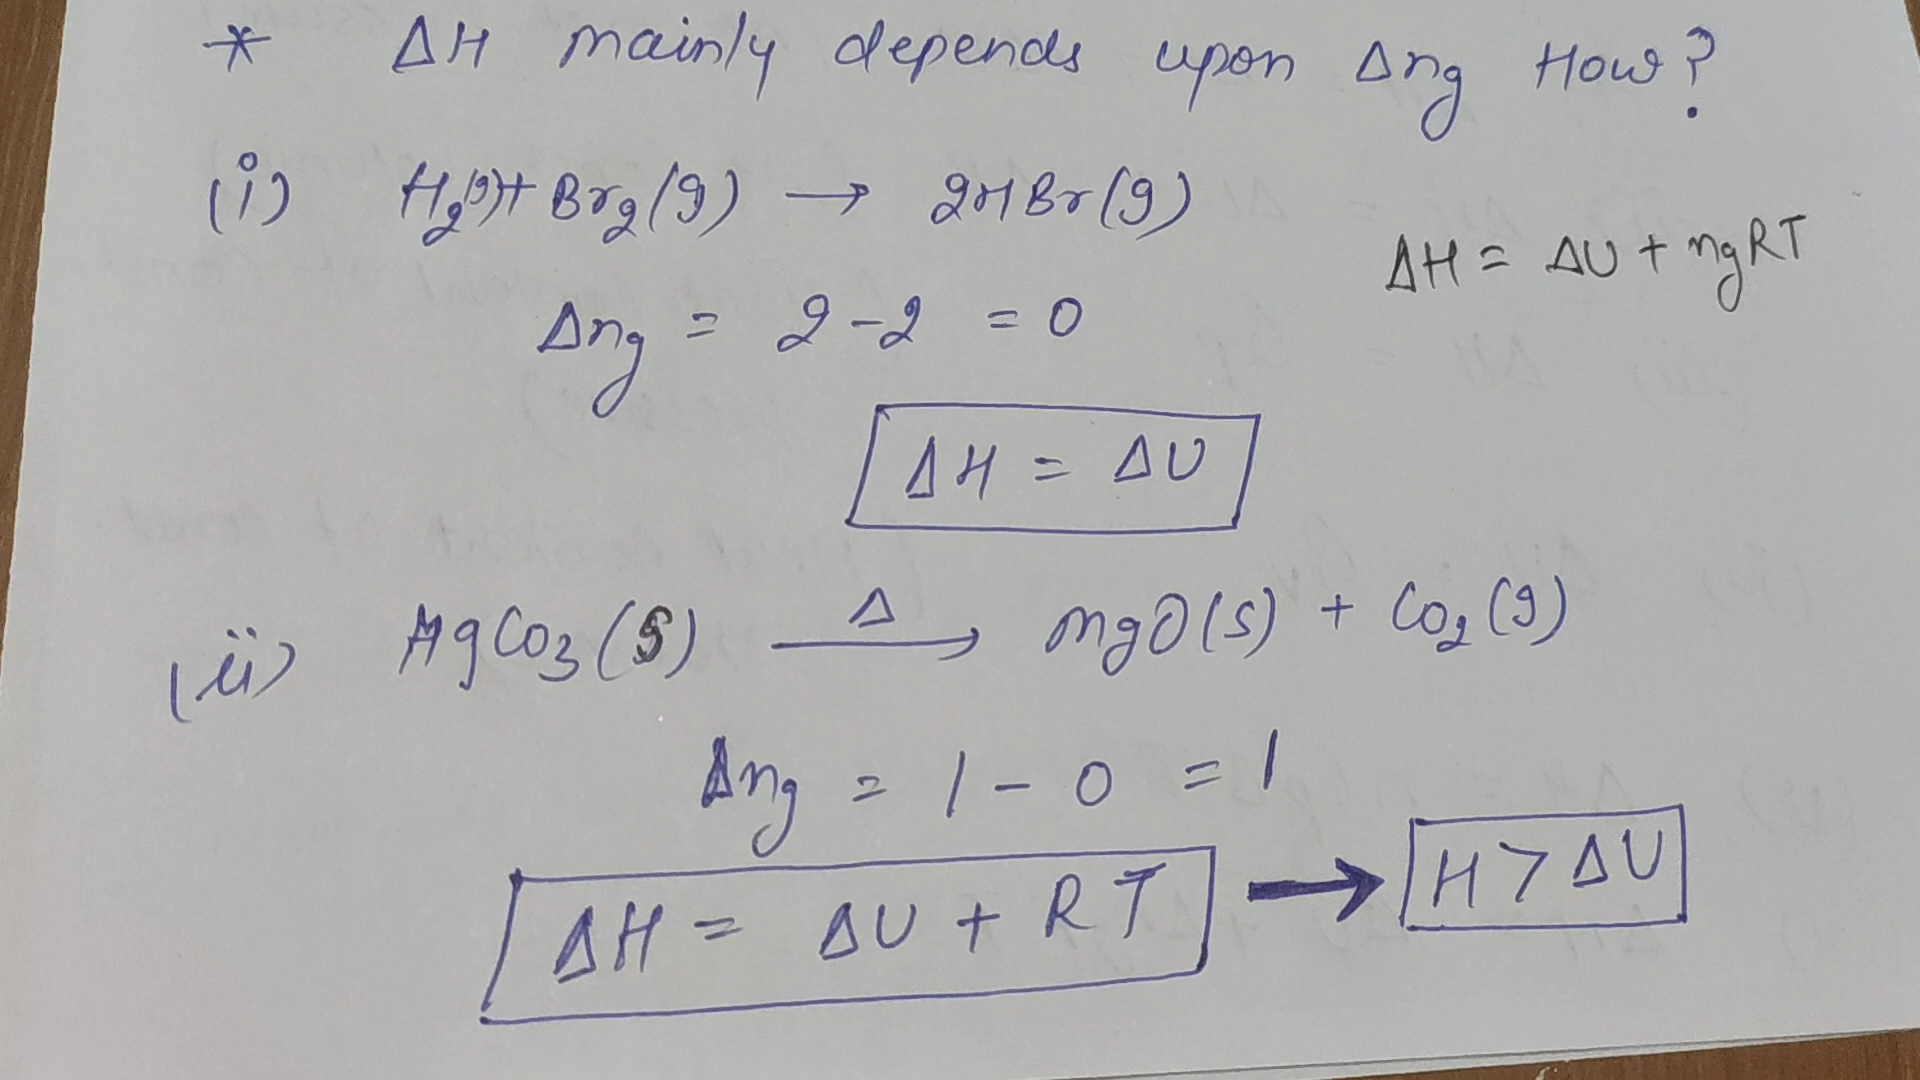 * ΔH mainly depends upon Δng How?
(i) H2(g)+ Br2(g) → 2HBr(g)
ΔH = ΔU + ngRT
Δng = 2-2 = 0
ΔH = ΔU
(ii) MgCO3(s) —Δ→ mgO(s) + CO2(g)
Δng = 1 - 0 = 1
ΔH = ΔU + RT → H > ΔU